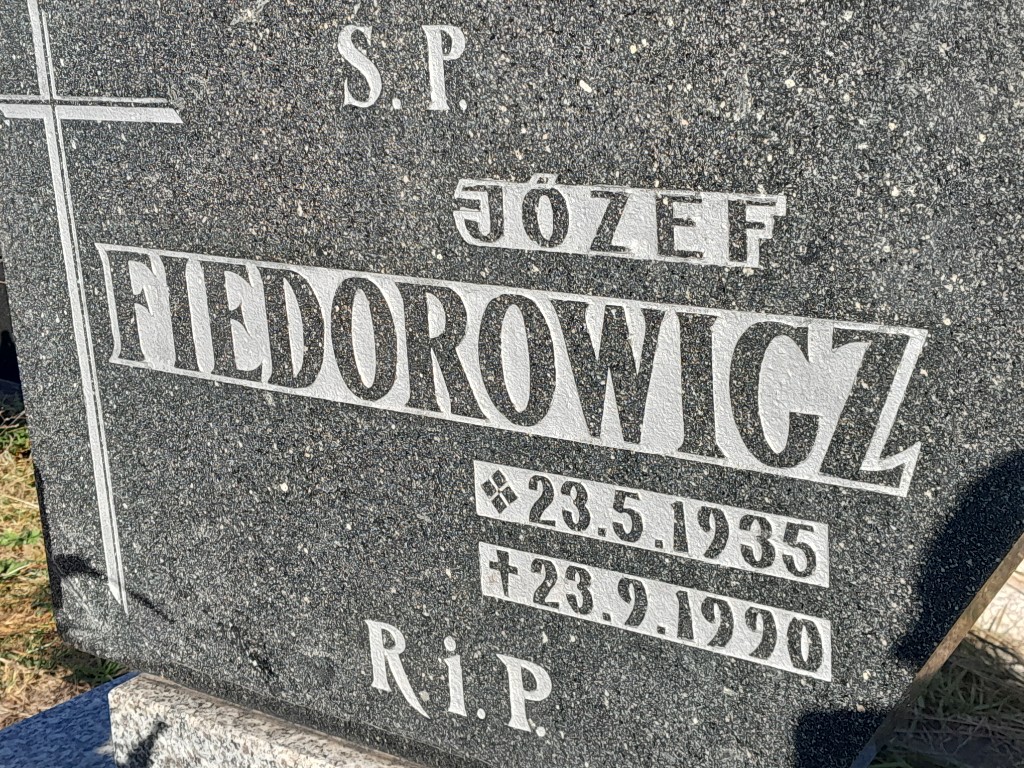 S.P.
JÓZEF
FIEDOROWICZ
❖ 23.5.1935
✝ 23.9.1990
R.i.P.